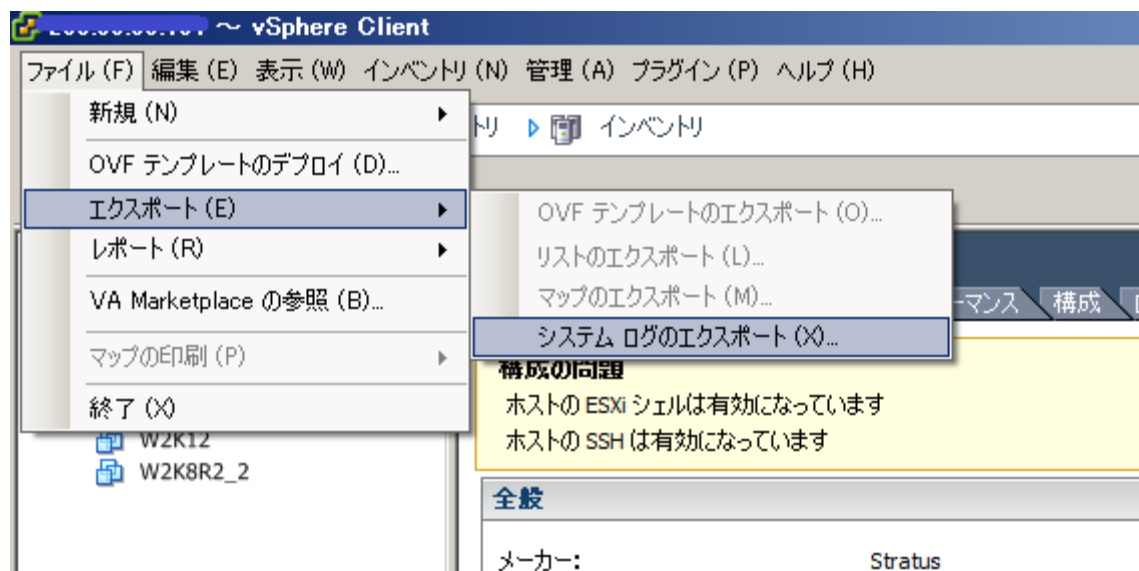 ～ vSphere Client
ファイル (F) 編集 (E) 表示 (W) インベントリ (N) 管理 (A) プラグイン (P) ヘルプ (H)
新規 (N)
トリ インベントリ
OVF テンプレートのデプロイ (D)...
エクスポート (E)
OVF テンプレートのエクスポート (O)...
レポート (R)
リストのエクスポート (L)...
VA Marketplace の参照 (B)...
マップのエクスポート (M)...
ーマンス 構成
システム ログのエクスポート (X)...
マップの印刷 (P)
構成の問題
終了 (X)
ホストの ESXi シェルは有効になっています
W2K12
ホストの SSH は有効になっています
W2K8R2_2
全般
メーカー: Stratus